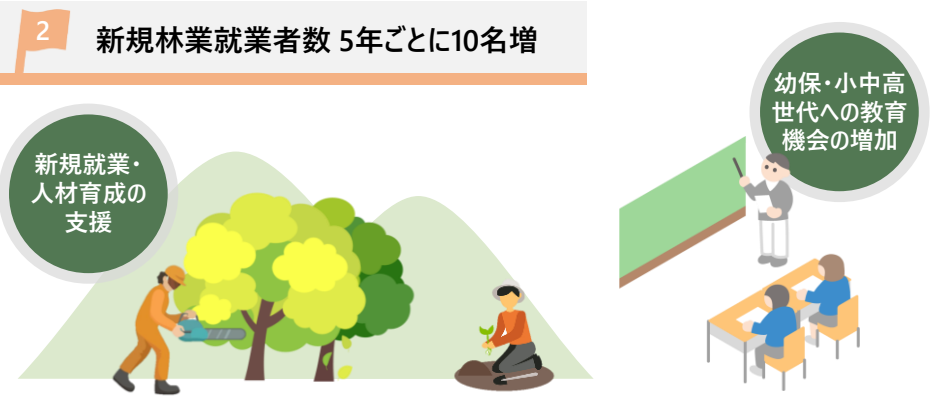 2
新規林業就業者数 5年ごとに10名増
幼保・小中高
世代への教育
機会の増加
新規就業・
人材育成の
支援